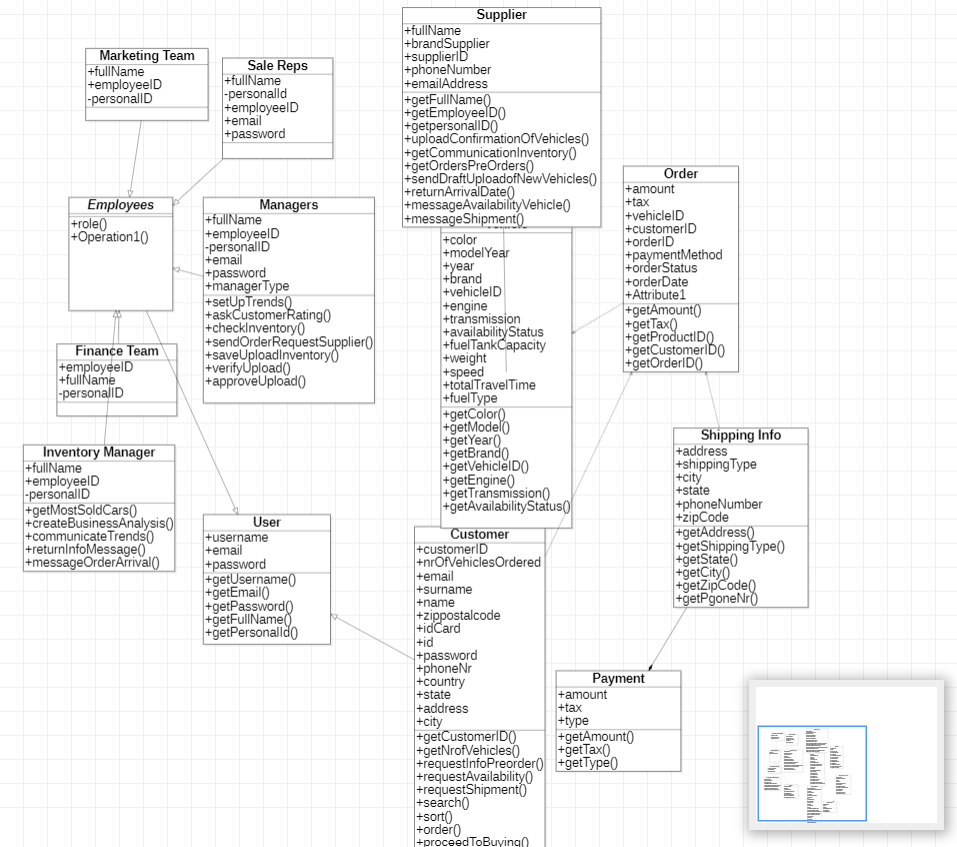 Marketing Team
+fullName
+employeeID
-personalID
Sale Reps
+fullName
-personalId
+employeeID
+email
+password
Supplier
+fullName
+brandSupplier
+supplierID
+phoneNumber
+emailAddress
+getFullName()
+getEmployeeID()
+getpersonalID()
+uploadConfirmationOfVehicles()
+getCommunicationInventory()
+getOrdersPreOrders()
+sendDraftUploadofNewVehicles()
+returnArrivalDate()
+messageAvailabilityVehicle()
+messageShipment()
Employees
+role()
+Operation1()
Managers
+fullName
+employeeID
-personalID
+email
+password
+managerType
+setUpTrends()
+askCustomerRating()
+checkInventory()
+sendOrderRequestSupplier()
+saveUploadInventory()
+verifyUpload()
+approveUpload()
+color
+modelYear
+year
+brand
+vehicleID
+engine
+transmission
+availabilityStatus
+fuelTankCapacity
+weight
+speed
+totalTravelTime
+fuelType
+getColor()
+getModel()
+getYear()
+getBrand()
+getVehicleID()
+getEngine()
+getTransmission()
+getAvailabilityStatus()
Order
+amount
+tax
+vehicleID
+customerID
+orderID
+paymentMethod
+orderStatus
+orderDate
+Attribute1
+getAmount()
+getTax()
+getProductID()
+getCustomerID()
+getOrderID()
Finance Team
+employeeID
+fullName
-personalID
Inventory Manager
+fullName
+employeeID
-personalID
+getMostSoldCars()
+createBusinessAnalysis()
+communicateTrends()
+returnInfoMessage()
+messageOrderArrival()
User
+username
+email
+password
+getUsername()
+getEmail()
+getPassword()
+getFullName()
+getPersonalId()
Customer
+customerID
+nrOfVehiclesOrdered
+email
+surname
+name
+zippostalcode
+idCard
+id
+password
+phoneNr
+country
+state
+address
+city
+getCustomerID()
+getNrofVehicles()
+requestInfoPreorder()
+requestAvailability()
+requestShipment()
+search()
+sort()
+order()
+proceedToBuying()
Shipping Info
+address
+shippingType
+city
+state
+phoneNumber
+zipCode
+getAddress()
+getShippingType()
+getState()
+getCity()
+getZipCode()
+getPgoneNr()
Payment
+amount
+tax
+type
+getAmount()
+getTax()
+getType()